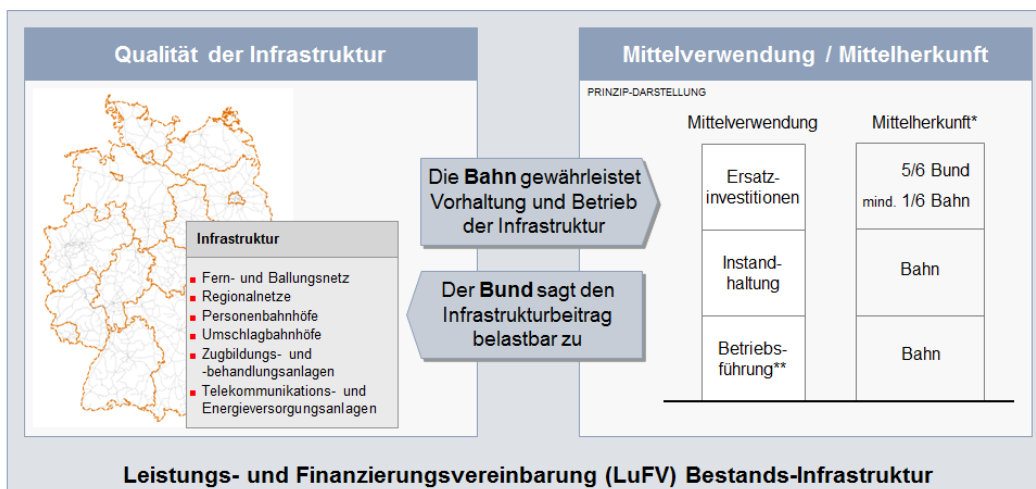 Qualität der Infrastruktur
Infrastruktur
Fern- und Ballungsnetz
Regionalnetze
Personenbahnhöfe
Umschlagbahnhöfe
Zugbildungs- und
-behandlungsanlagen
Telekommunikations- und
Energieversorgungsanlagen
Die Bahn gewährleistet
Vorhaltung und Betrieb
der Infrastruktur
Der Bund sagt den
Infrastrukturbeitrag
belastbar zu
Mittelverwendung / Mittelherkunft
PRINZIP-DARSTELLUNG
Mittelverwendung Mittelherkunft*
Ersatz-
investitionen
5/6 Bund
mind. 1/6 Bahn
Instand-
haltung
Bahn
Betriebs-
führung**
Bahn
Leistungs- und Finanzierungsvereinbarung (LuFV) Bestands-Infrastruktur